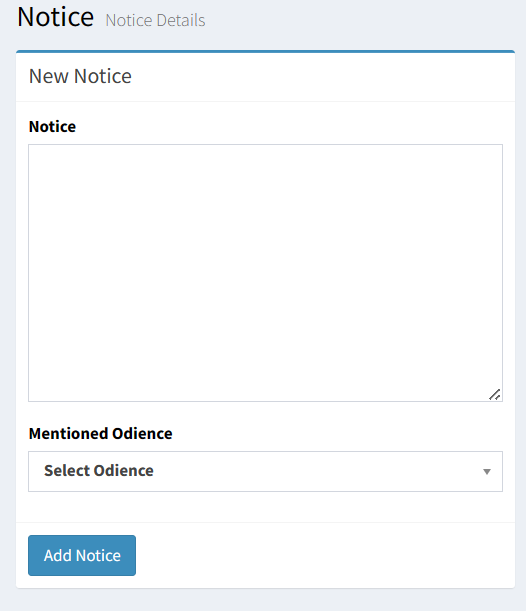 Notice Notice Details
New Notice
Notice
Mentioned Odience
Select Odience
Add Notice